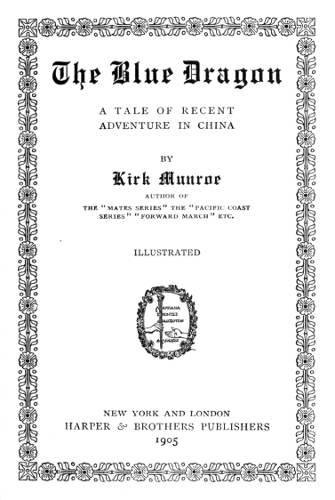 The Blue Dragon
A TALE OF RECENT
ADVENTURE IN CHINA
BY
Kirk Munroe
AUTHOR OF
THE "MATES SERIES" THE "PACIFIC COAST
SERIES" "FORWARD MARCH" ETC.
ILLUSTRATED
NEW YORK AND LONDON
HARPER & BROTHERS PUBLISHERS
1905